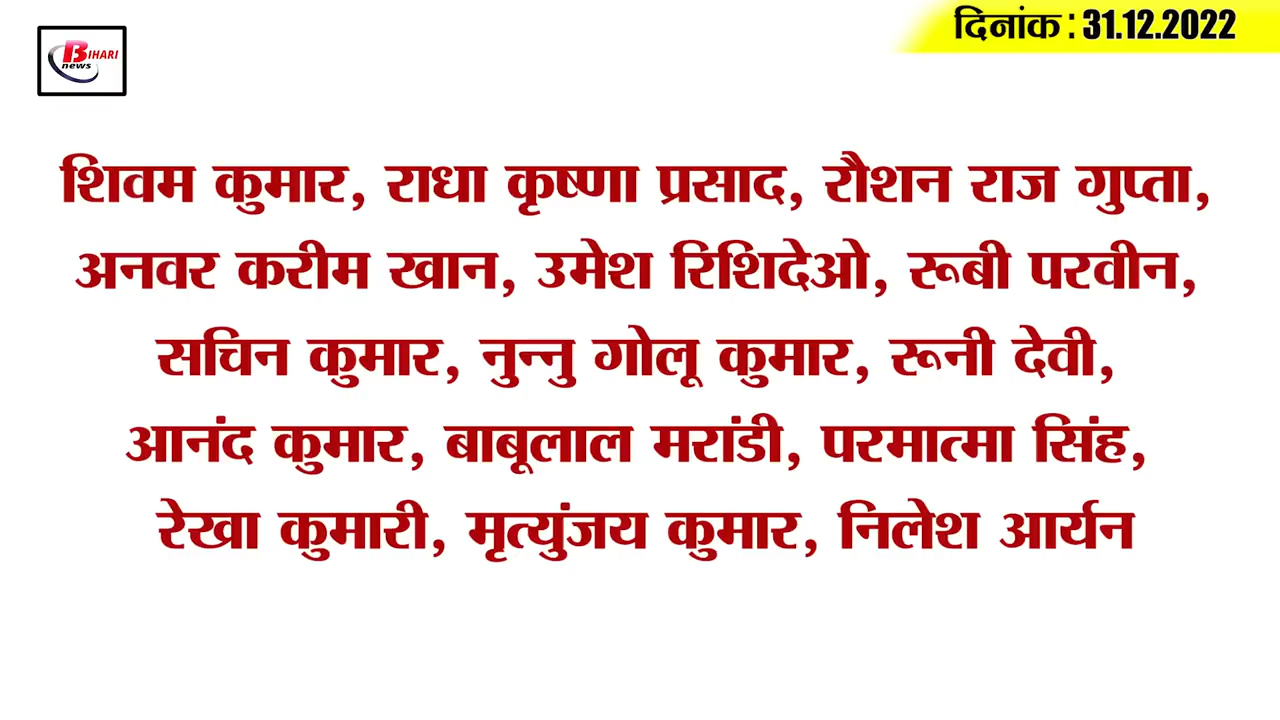 BIHARI
news
दिनांक : 31.12.2022
शिवम कुमार, राधा कृष्णा प्रसाद, रौशन राज गुप्ता,
अनवर करीम खान, उमेश रिशिदेओ, रूबी परवीन,
सचिन कुमार, नुन्नु गोलू कुमार, रूनी देवी,
आनंद कुमार, बाबूलाल मरांडी, परमात्मा सिंह,
रेखा कुमारी, मृत्युंजय कुमार, निलेश आर्यन